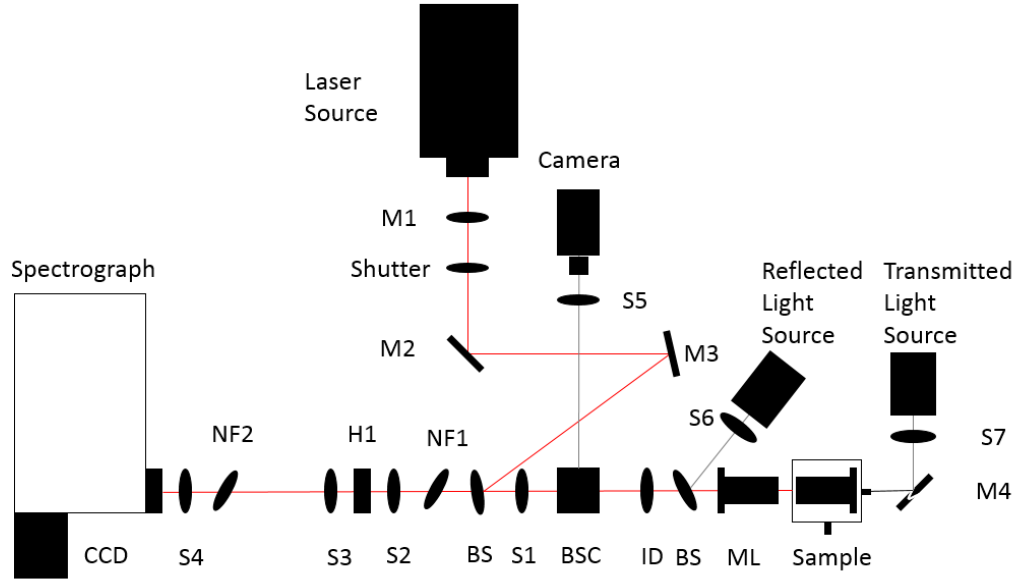 Laser
Source
Camera
M1
Shutter
Spectrograph
Reflected
Light
Source
Transmitted
Light
Source
S5
M2
M3
S6
S7
NF2
H1
NF1
M4
CCD
S4
S3
S2
BS
S1
BSC
ID
BS
ML
Sample